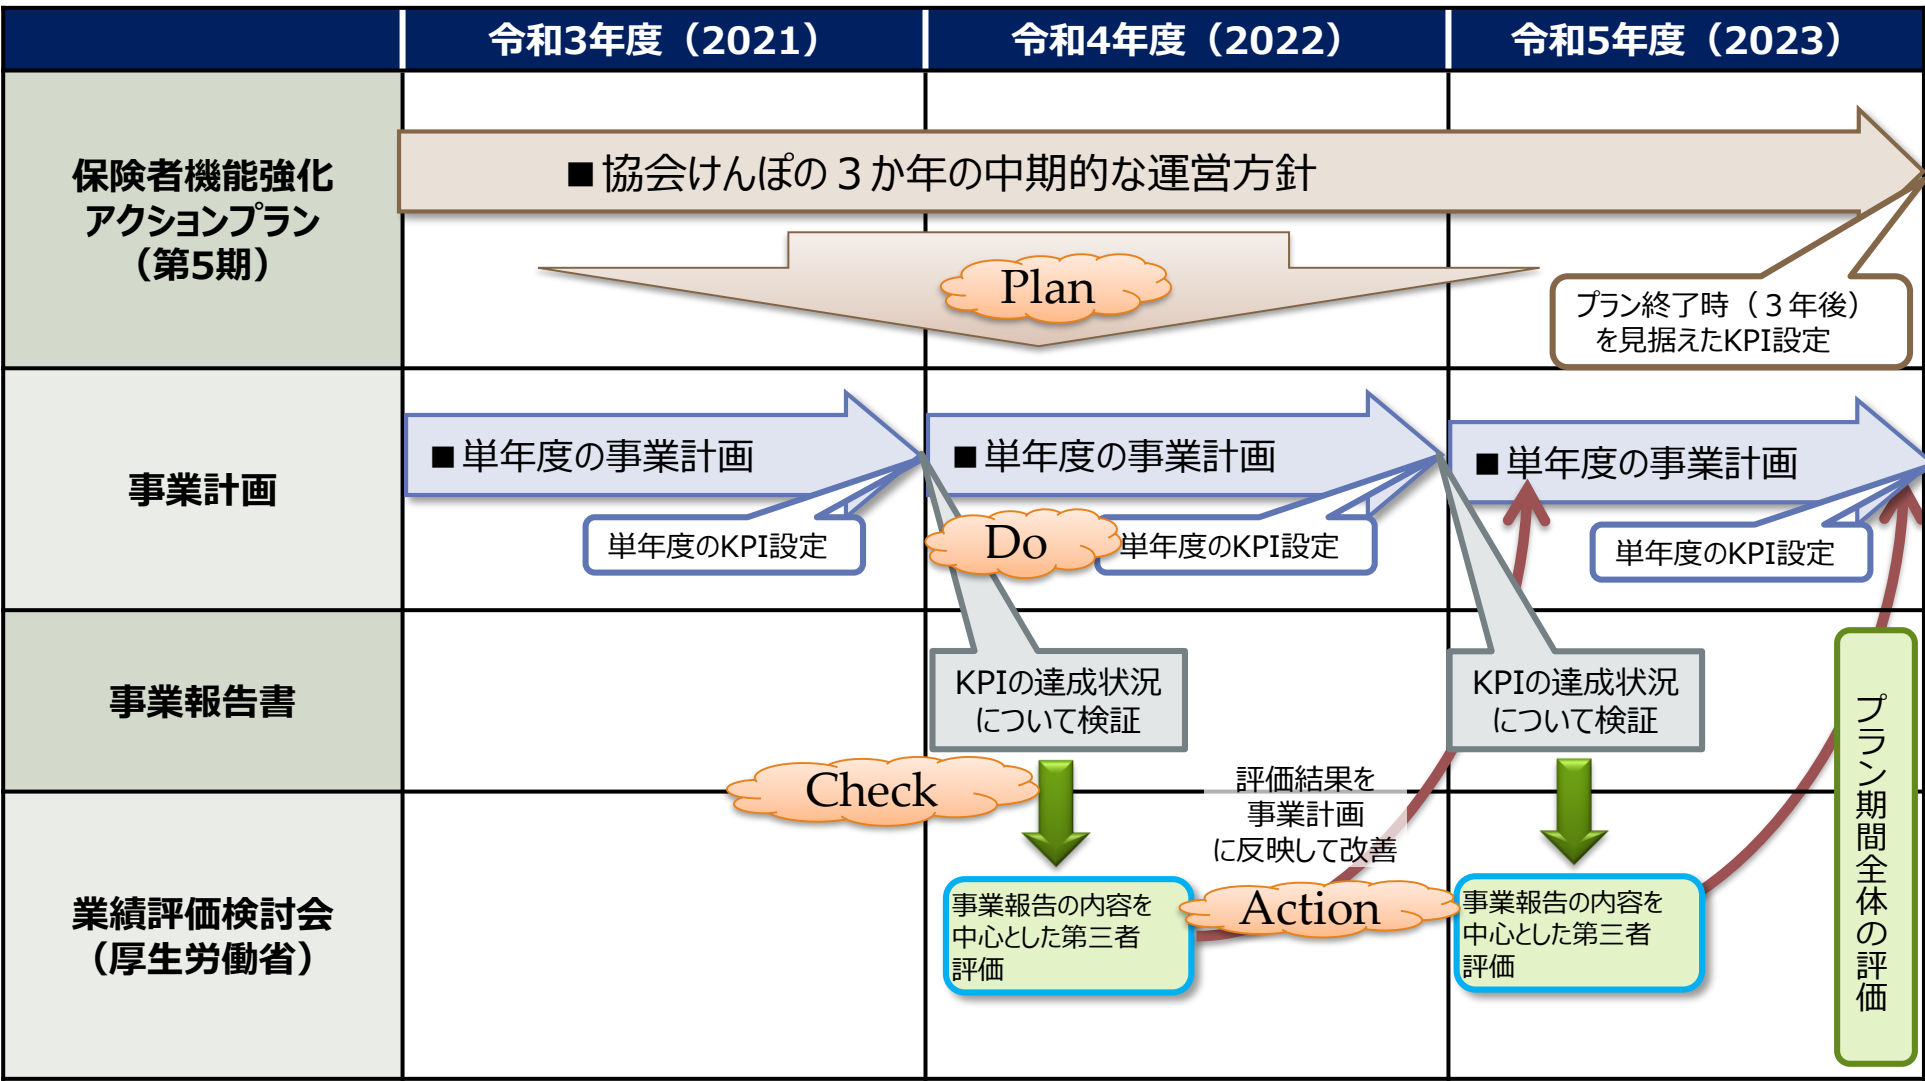 令和3年度（2021）
令和4年度（2022）
令和5年度（2023）
保険者機能強化
アクションプラン
（第5期）
■協会けんぽの３か年の中期的な運営方針
Plan
プラン終了時（３年後）
を見据えたKPI設定
事業計画
■単年度の事業計画
■単年度の事業計画
■単年度の事業計画
単年度のKPI設定
Do
単年度のKPI設定
単年度のKPI設定
事業報告書
KPIの達成状況
について検証
KPIの達成状況
について検証
Check
評価結果を
事業計画
に反映して改善
プラン期間全体の評価
業績評価検討会
（厚生労働省）
事業報告の内容を
中心とした第三者
評価
Action
事業報告の内容を
中心とした第三者
評価